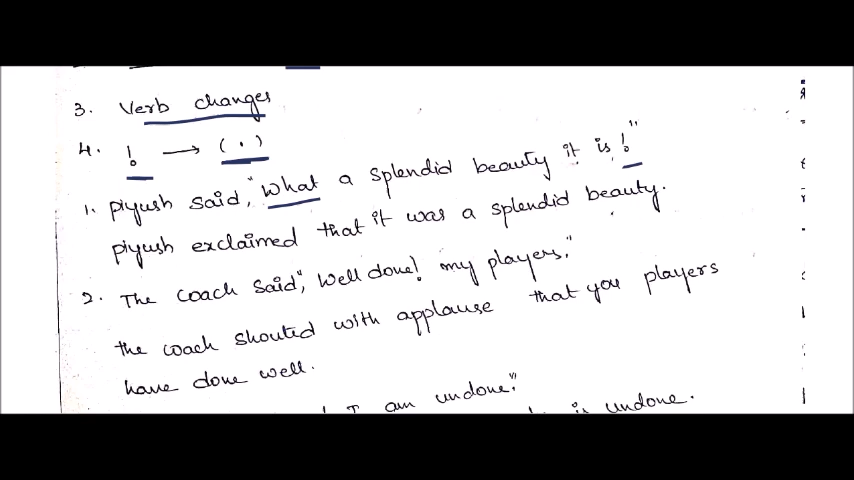 3. Verb changes
4. ! → (.)
1. Piyush said, "What a splendid beauty it is!"
Piyush exclaimed that it was a splendid beauty.
2. The coach said", Well done! my players."
the coach shouted with applause that you players
have done well.
I am undone."
is undone.